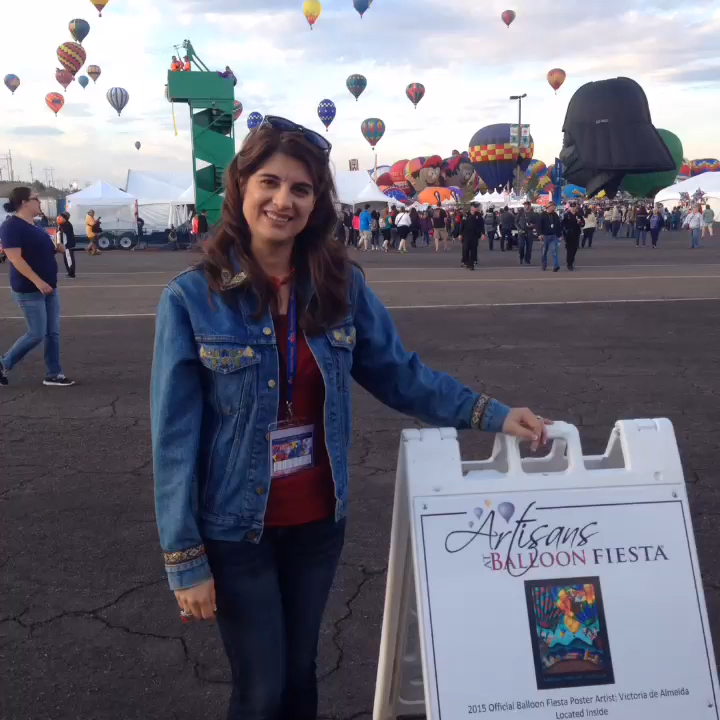 Artisans
AT BALLOON FIESTA
2015 Official Balloon Fiesta Poster Artist: Victoria de Almeida
Located Inside